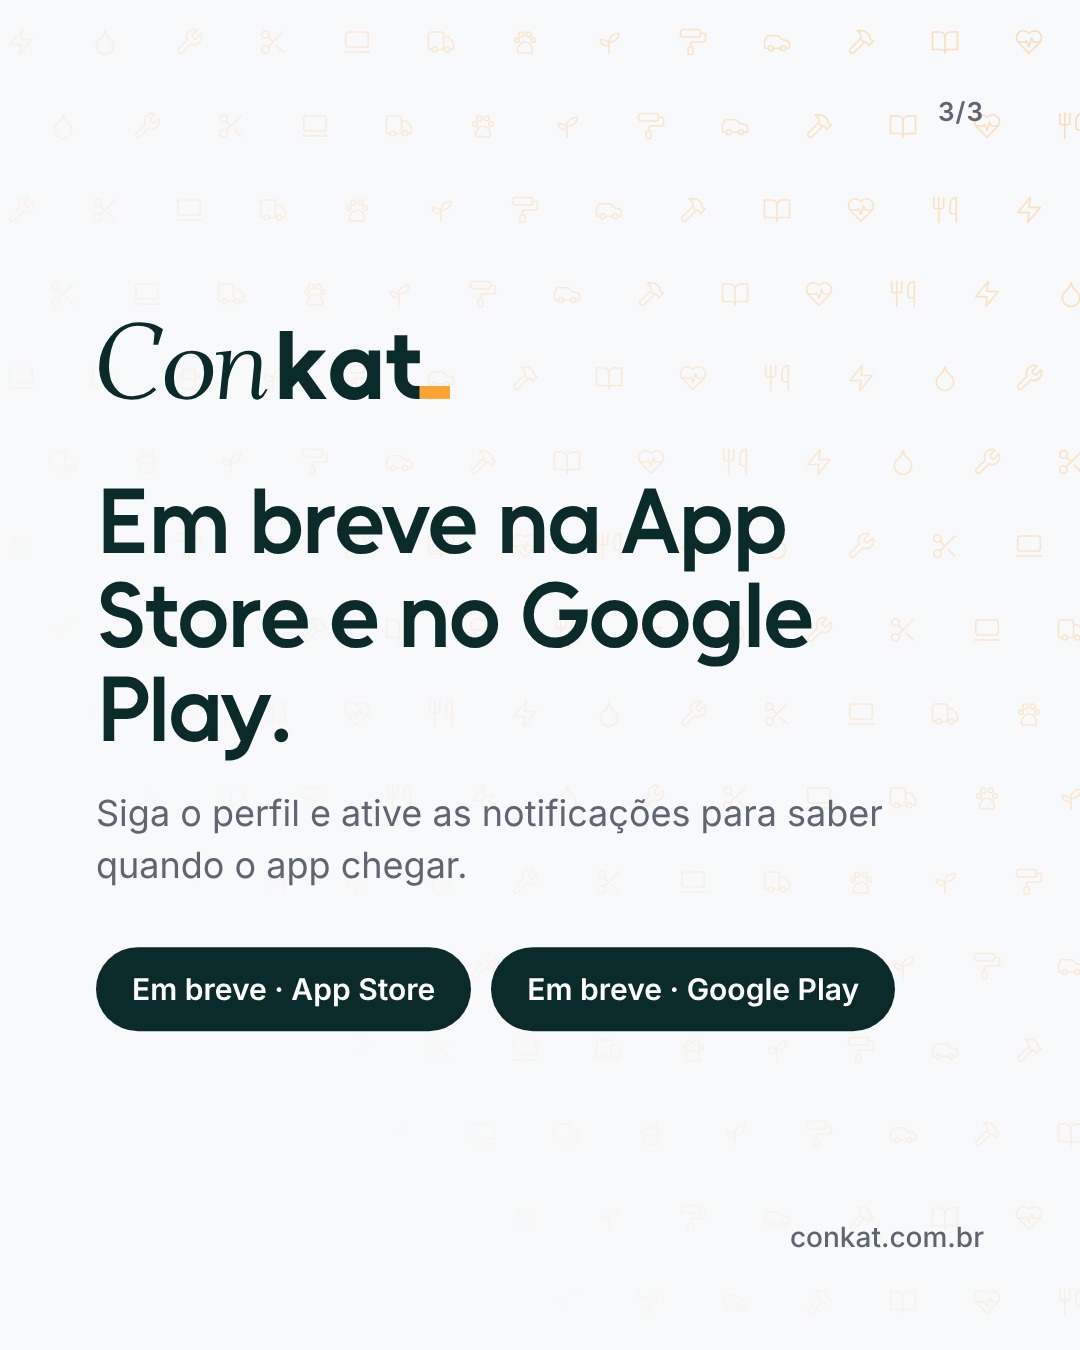 3/3
Conkat_
Em breve na App
Store e no Google
Play.
Siga o perfil e ative as notificações para saber
quando o app chegar.
Em breve · App Store
Em breve · Google Play
conkat.com.br